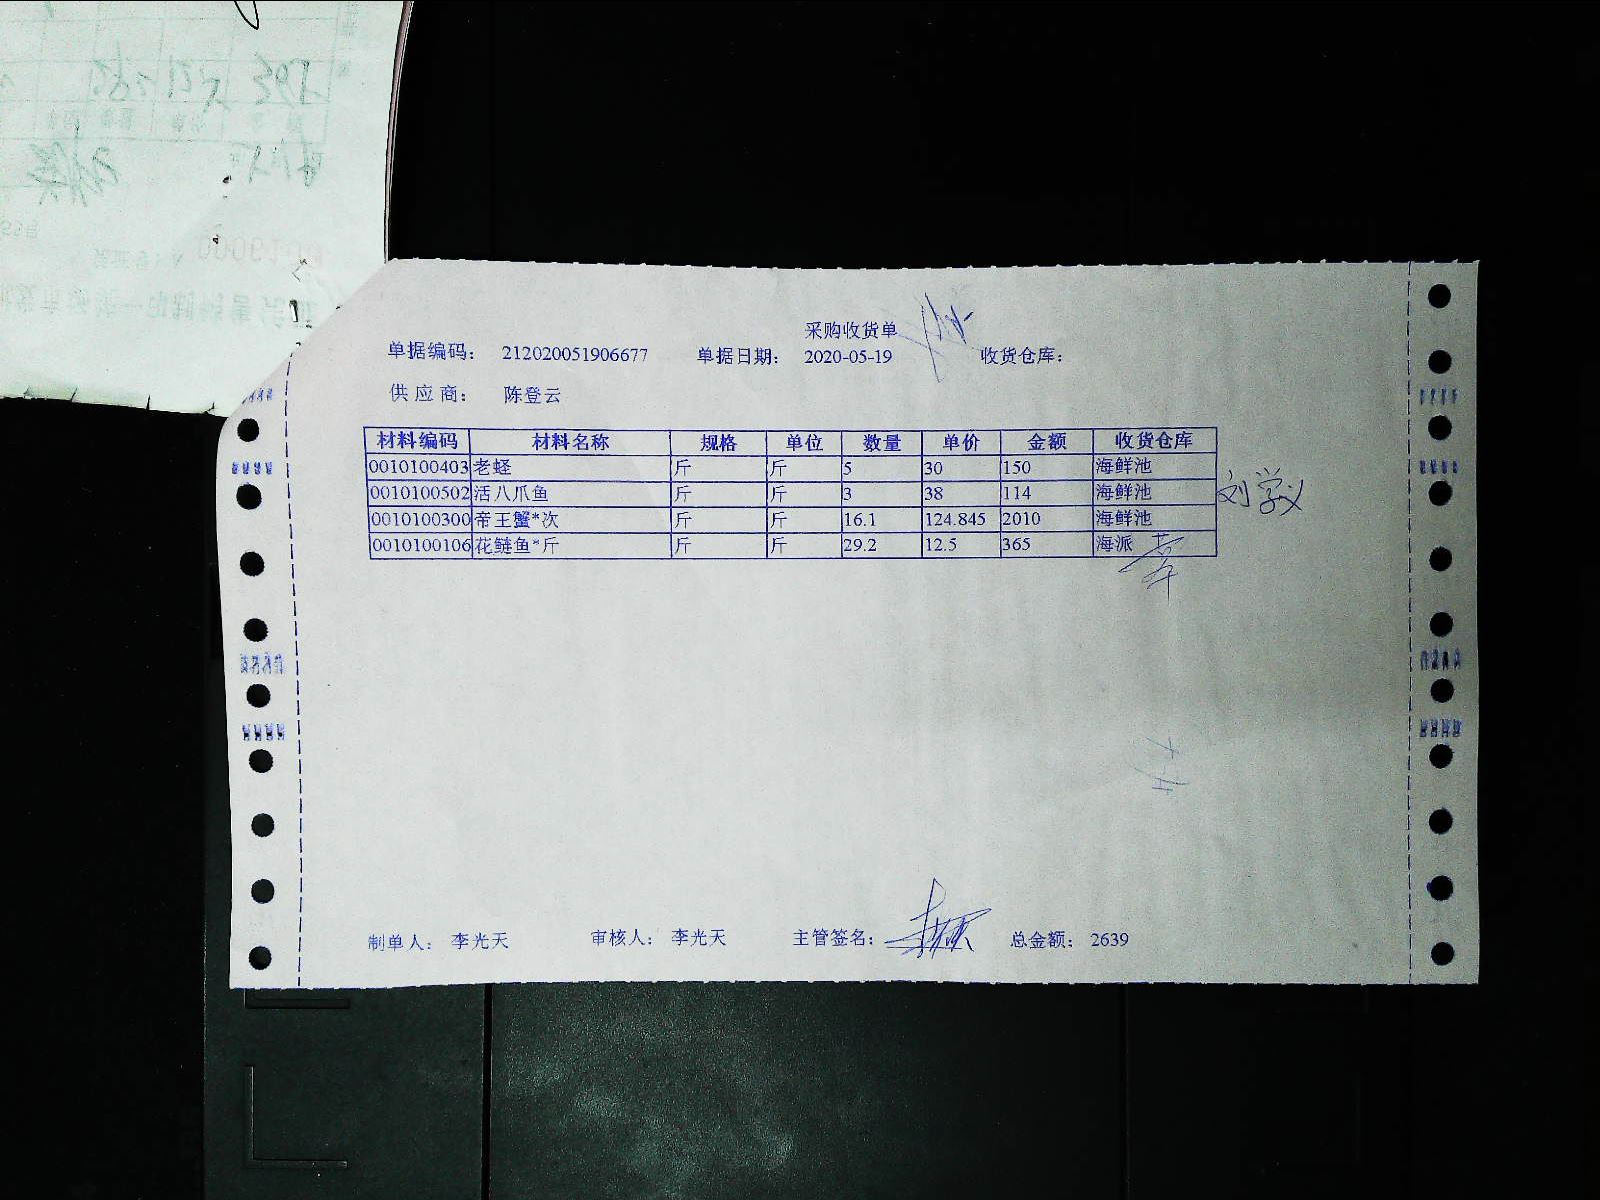 采购收货单
单据编码: 212020051906677 单据日期: 2020-05-19 收货仓库:
供应商: 陈登云
材料编码 材料名称 规格 单位 数量 单价 金额 收货仓库
0010100403 老蛏 斤 斤 5 30 150 海鲜池
0010100502 活八爪鱼 斤 斤 3 38 114 海鲜池
刘学义
0010100300 帝王蟹*次 斤 斤 16.1 124.845 2010 海鲜池
0010100106 花鲢鱼*斤 斤 斤 29.2 12.5 365 海派
制单人: 李光天 审核人: 李光天 主管签名: 总金额: 2639